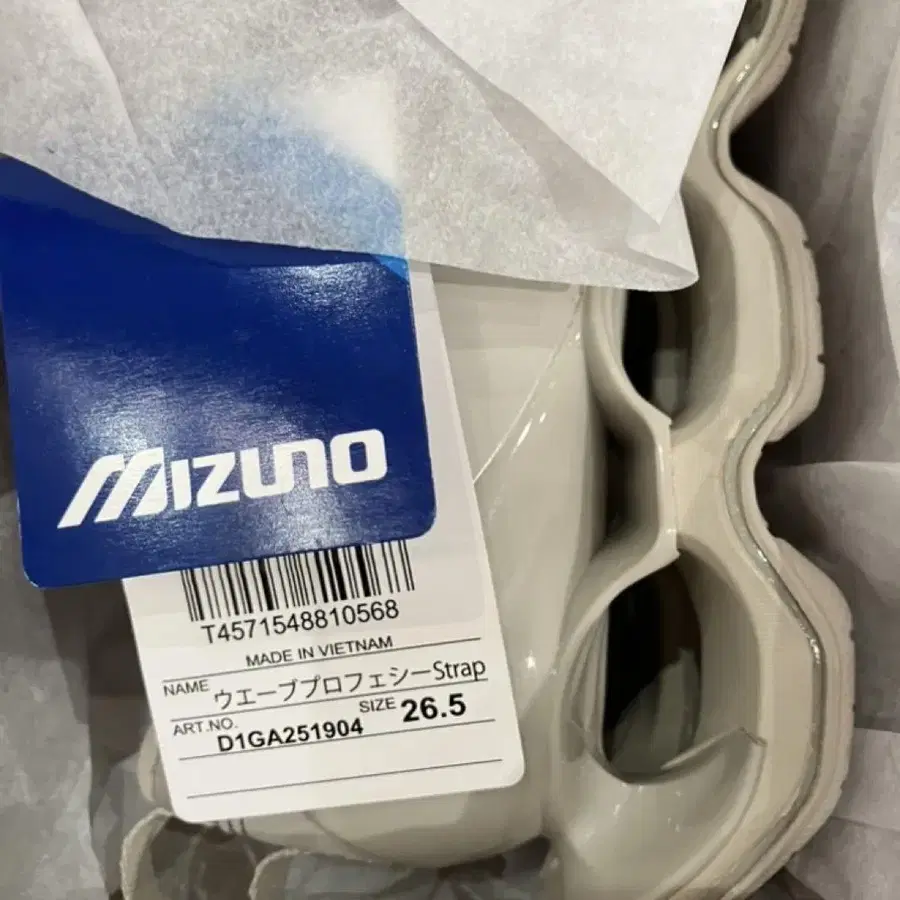 MIZUNO
T4571548810568
MADE IN VIETNAM
NAME ウエーブプロフェシーStrap
ART.NO. D1GA251904 SIZE 26.5